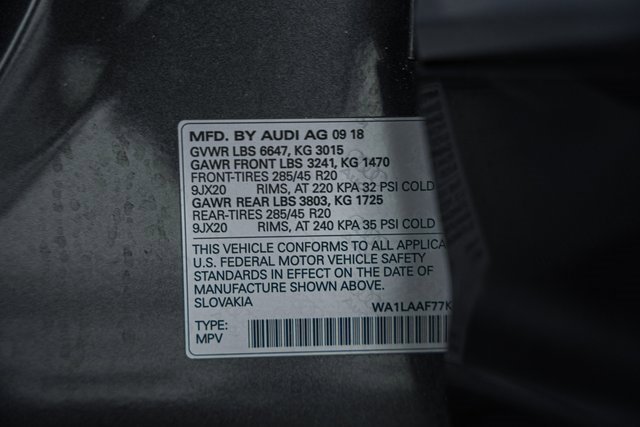 MFD. BY AUDI AG 09 18
GVWR LBS 6647, KG 3015
GAWR FRONT LBS 3241, KG 1470
FRONT-TIRES 285/45 R20
9JX20 RIMS, AT 220 KPA 32 PSI COLD
GAWR REAR LBS 3803, KG 1725
REAR-TIRES 285/45 R20
9JX20 RIMS, AT 240 KPA 35 PSI COLD
THIS VEHICLE CONFORMS TO ALL APPLICA
U.S. FEDERAL MOTOR VEHICLE SAFETY
STANDARDS IN EFFECT ON THE DATE OF
MANUFACTURE SHOWN ABOVE.
SLOVAKIA
WA1LAAF77K
TYPE:
MPV